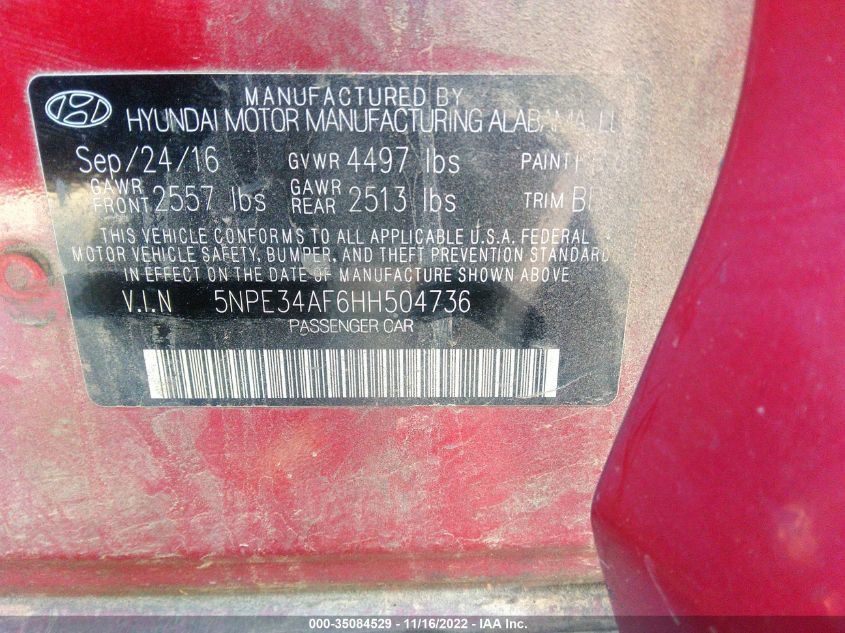 MANUFACTURED BY
HYUNDAI MOTOR MANUFACTURING ALABAMA, LL
Sep/24/16 GVWR 4497 lbs PAINT
GAWR FRONT 2557 lbs GAWR REAR 2513 lbs TRIM
THIS VEHICLE CONFORMS TO ALL APPLICABLE U.S.A. FEDERAL
MOTOR VEHICLE SAFETY, BUMPER, AND THEFT PREVENTION STANDARDS
IN EFFECT ON THE DATE OF MANUFACTURE SHOWN ABOVE
V.I.N 5NPE34AF6HH504736
PASSENGER CAR
000-35084529 - 11/16/2022 - IAA Inc.